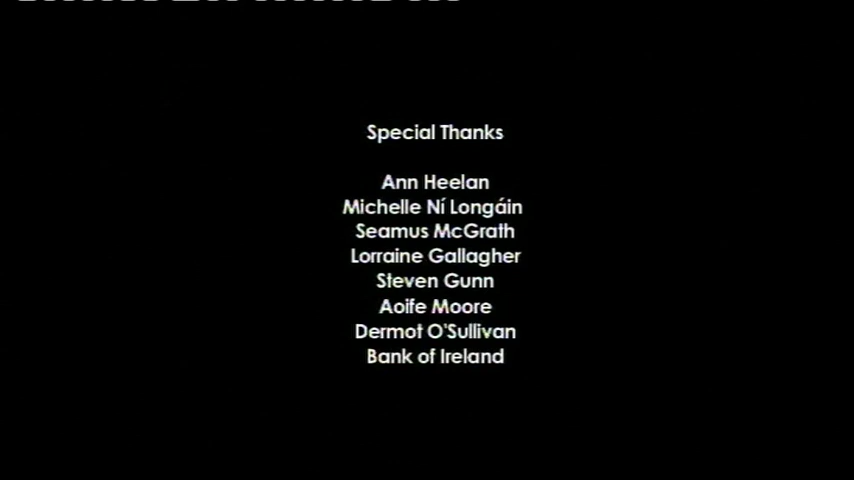 Special Thanks
Ann Heelan
Michelle Ní Longáin
Seamus McGrath
Lorraine Gallagher
Steven Gunn
Aoife Moore
Dermot O'Sullivan
Bank of Ireland